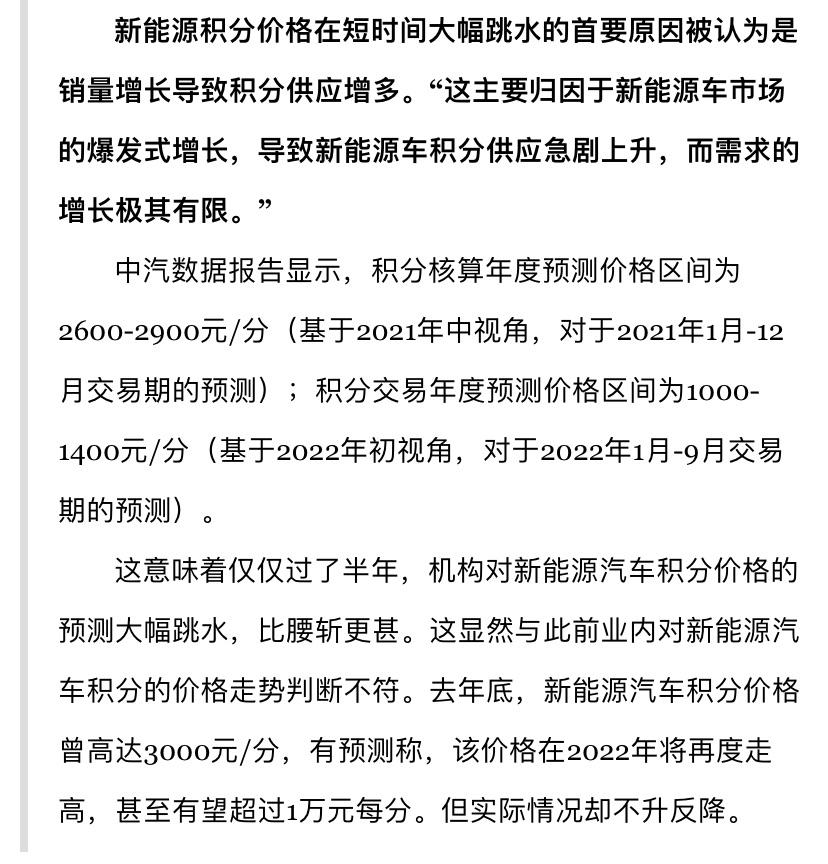 新能源积分价格在短时间大幅跳水的首要原因被认为是
销量增长导致积分供应增多。“这主要归因于新能源车市场
的爆发式增长，导致新能源车积分供应急剧上升，而需求的
增长极其有限。”
中汽数据报告显示，积分核算年度预测价格区间为
2600-2900元/分（基于2021年中视角，对于2021年1月-12
月交易期的预测）；积分交易年度预测价格区间为1000-
1400元/分（基于2022年初视角，对于2022年1月-9月交易
期的预测）。
这意味着仅仅过了半年，机构对新能源汽车积分价格的
预测大幅跳水，比腰斩更甚。这显然与此前业内对新能源汽
车积分的价格走势判断不符。去年底，新能源汽车积分价格
曾高达3000元/分，有预测称，该价格在2022年将再度走
高，甚至有望超过1万元每分。但实际情况却不升反降。